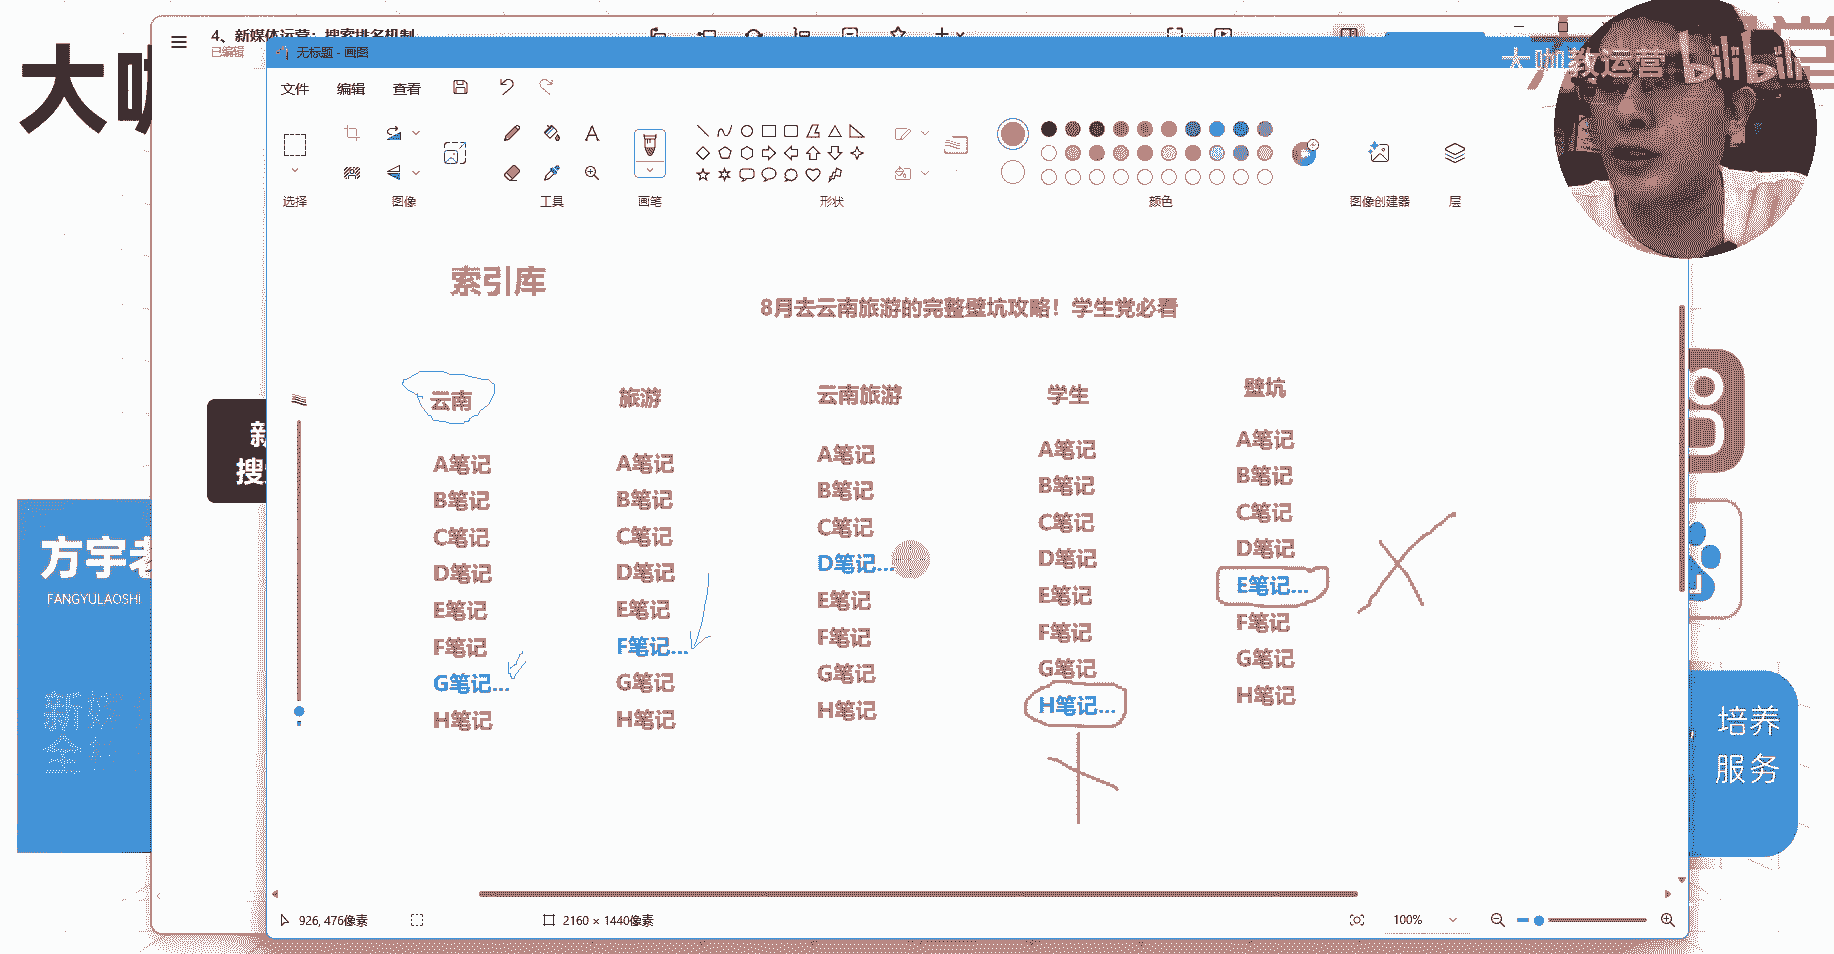 4、新媒体运营：搜索排名机制
已编辑
无标题 - 画图
大咖教运营 bilibili
大咖
文件 编辑 查看
选择 图像 工具 画笔 形状 颜色 图像创建器 层
索引库
8月去云南旅游的完整壁坑攻略！学生党必看
云南 旅游 云南旅游 学生 壁坑
A笔记 A笔记 A笔记 A笔记 A笔记
B笔记 B笔记 B笔记 B笔记 B笔记
C笔记 C笔记 C笔记 C笔记 C笔记
D笔记 D笔记 D笔记... D笔记 D笔记
E笔记 E笔记 E笔记 E笔记 E笔记...
F笔记 F笔记... F笔记 F笔记 F笔记
G笔记... G笔记 G笔记 G笔记 G笔记
H笔记 H笔记 H笔记 H笔记... H笔记
方宇老
FANGYULAOSHI
培养
服务
926, 476像素 2160 × 1440像素 100%